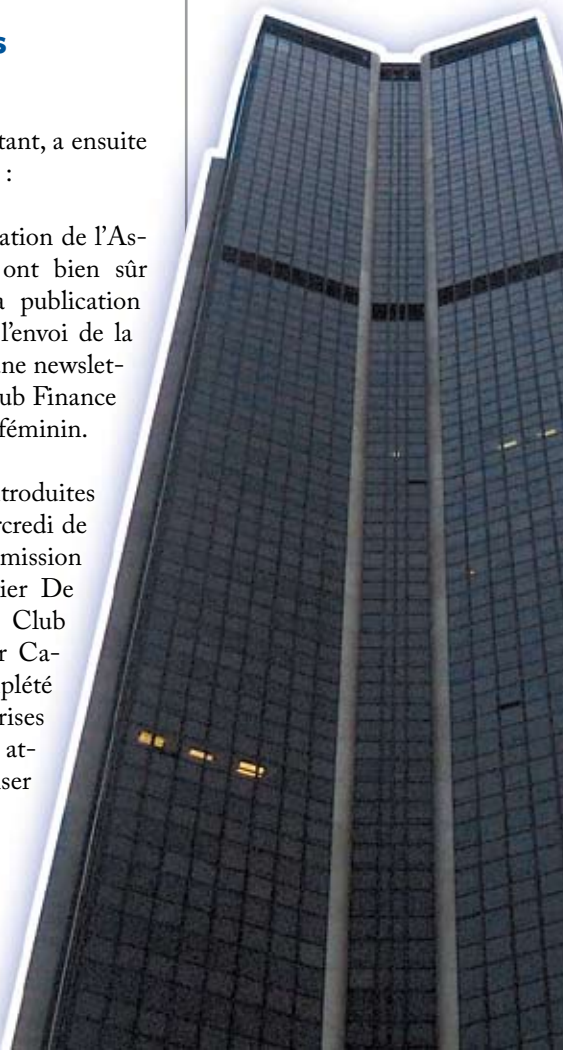 s
tant, a ensuite
:
ation de l'As-
ont bien sûr
a publication
l'envoi de la
ne newslet-
ub Finance
féminin.
troduites
rcredi de
mission
ier De
Club
r Ca-
plété
rises
at-
ser